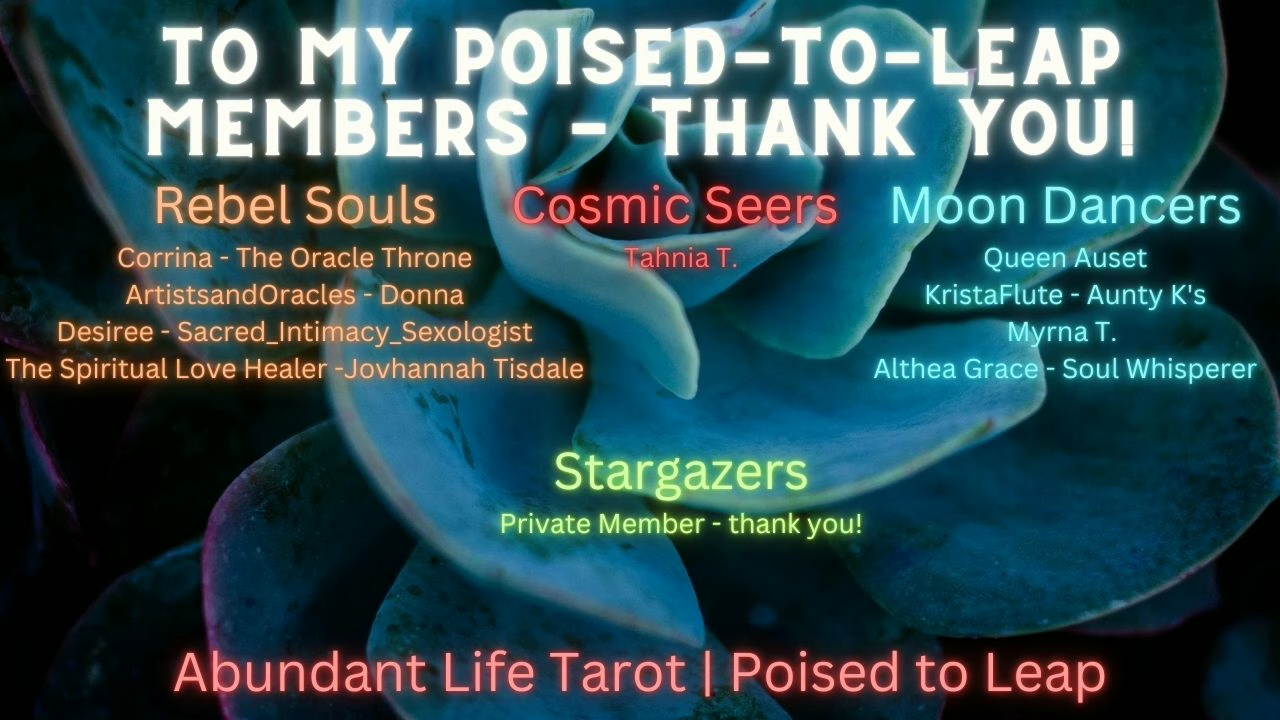 TO MY POISED-TO-LEAP
MEMBERS - THANK YOU!
Rebel Souls
Corrina - The Oracle Throne
ArtistsandOracles - Donna
Desiree - Sacred_Intimacy_Sexologist
The Spiritual Love Healer -Jovhannah Tisdale
Cosmic Seers
Tahnia T.
Moon Dancers
Queen Auset
KristaFlute - Aunty K's
Myrna T.
Althea Grace - Soul Whisperer
Stargazers
Private Member - thank you!
Abundant Life Tarot | Poised to Leap